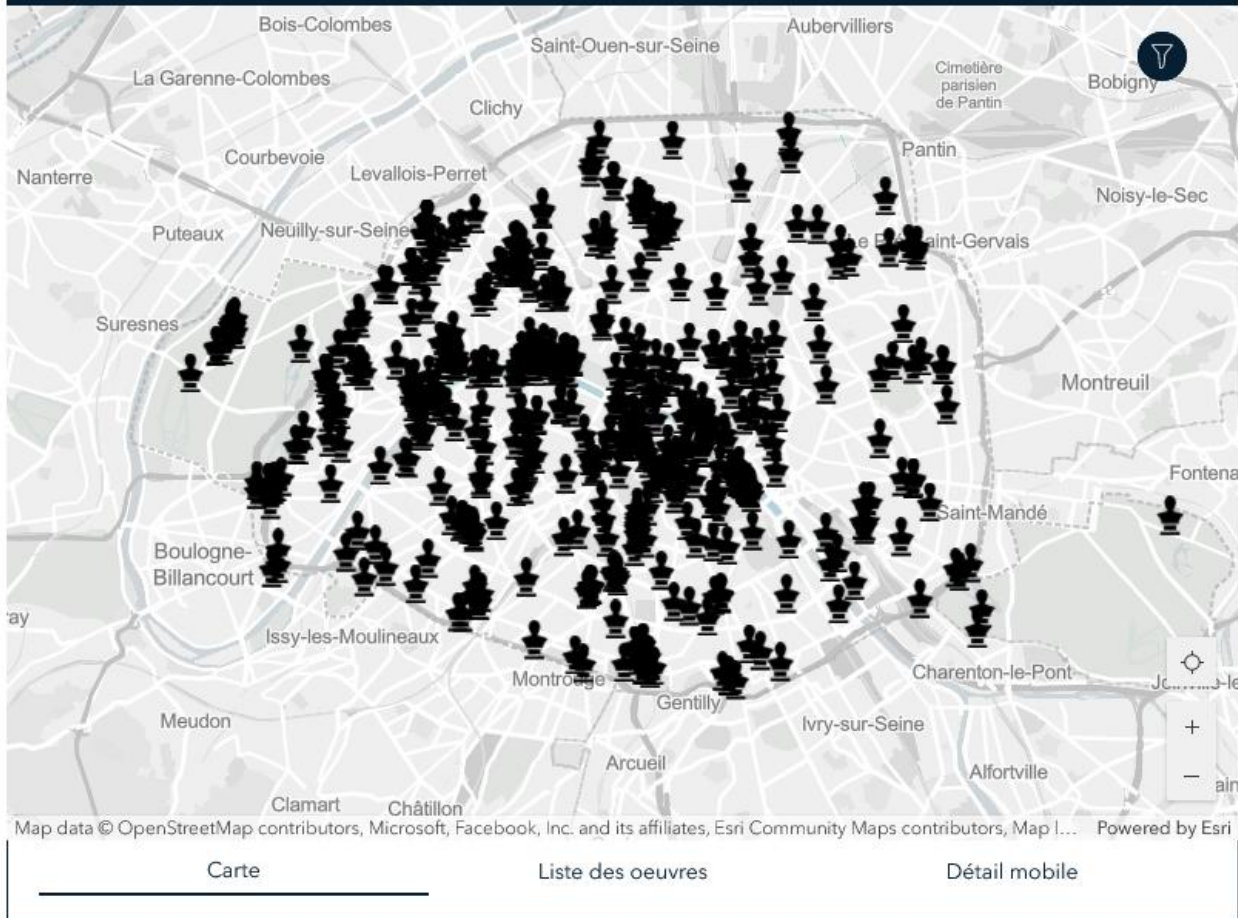 Bois-Colombes
Aubervilliers
Saint-Ouen-sur-Seine
La Garenne-Colombes
Cimetière
parisien
de Pantin
Bobigny
Clichy
Courbevoie
Pantin
Levallois-Perret
Nanterre
Noisy-le-Sec
Puteaux
Neuilly-sur-Seine
Le Pré-Saint-Gervais
Suresnes
Montreuil
Fontena
Saint-Mandé
Boulogne-
Billancourt
ray
Issy-les-Moulineaux
Montrouge
Charenton-le-Pont
Gentilly
Meudon
Ivry-sur-Seine
Arcueil
Alfortville
Clamart
Châtillon
Map data © OpenStreetMap contributors, Microsoft, Facebook, Inc. and its affiliates, Esri Community Maps contributors, Map l... Powered by Esri
Carte
Liste des oeuvres
Détail mobile